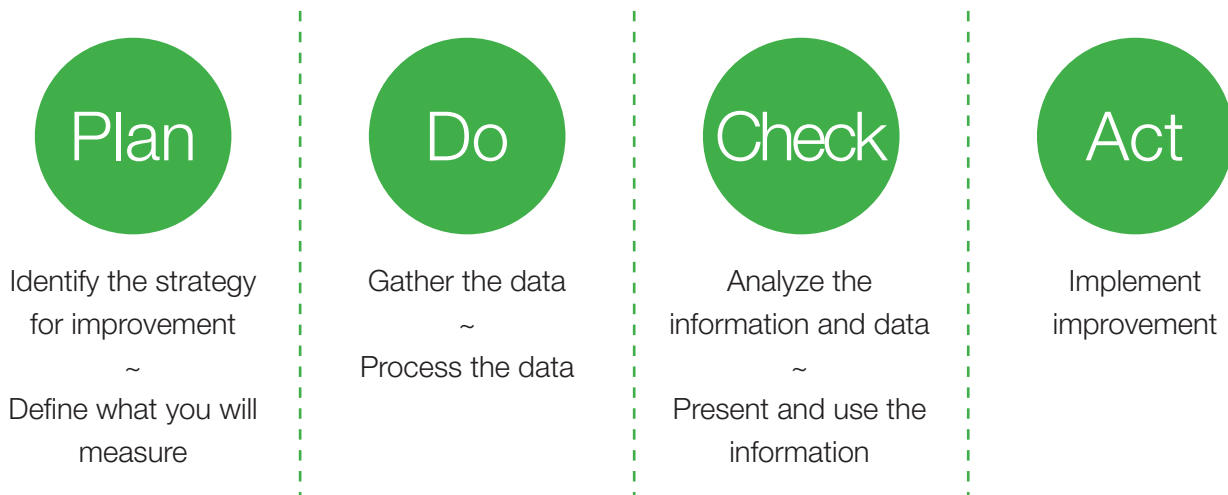 Plan
Identify the strategy
for improvement
~
Define what you will
measure
Do
Gather the data
~
Process the data
Check
Analyze the
information and data
~
Present and use the
information
Act
Implement
improvement